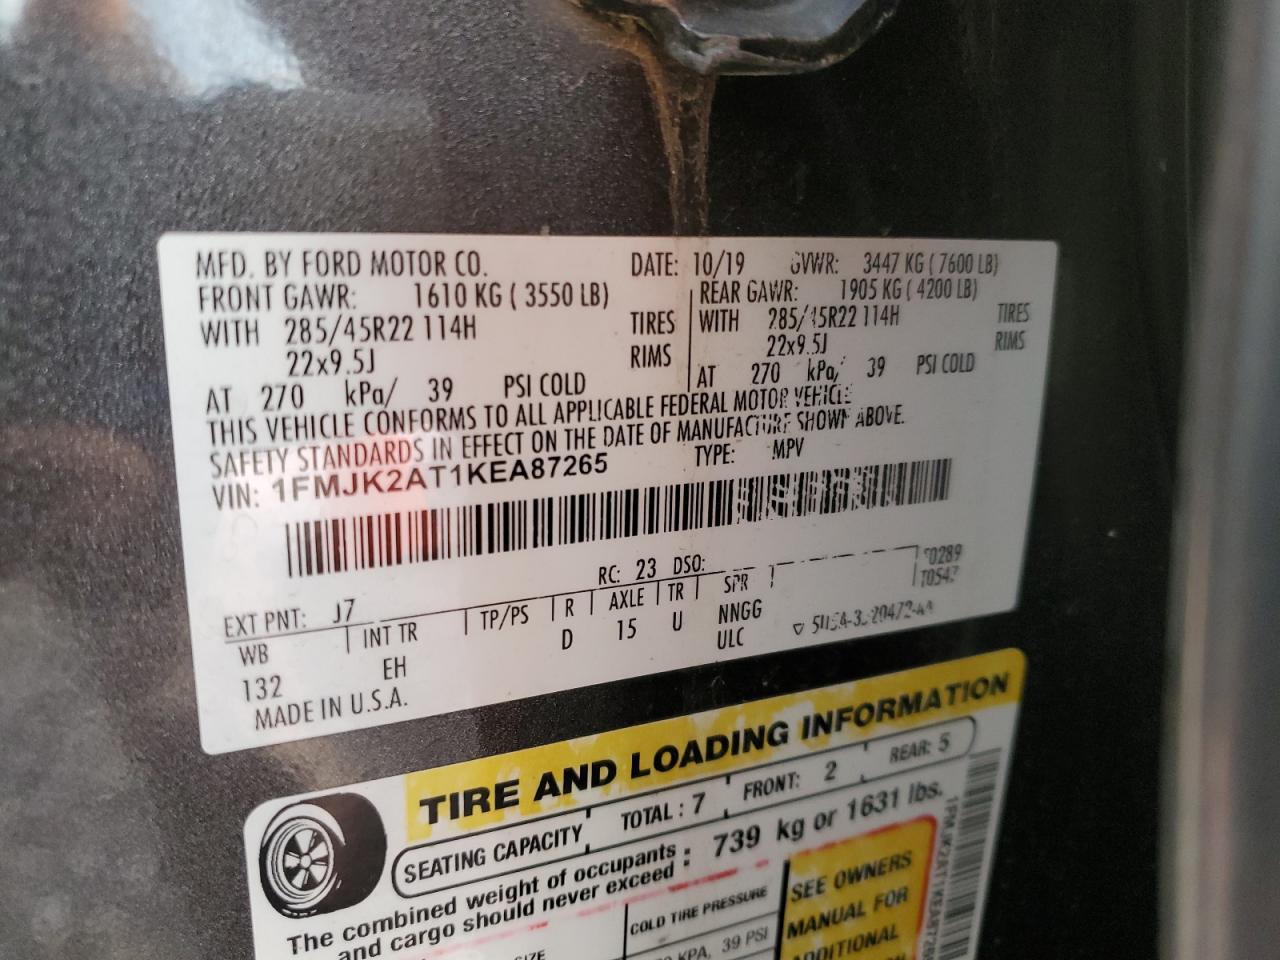 MFD. BY FORD MOTOR CO. DATE: 10/19 GVWR: 3447 KG ( 7600 LB)
FRONT GAWR: 1610 KG ( 3550 LB) REAR GAWR: 1905 KG ( 4200 LB)
WITH 285/45R22 114H TIRES WITH 285/45R22 114H TIRES
22x9.5J RIMS 22x9.5J RIMS
AT 270 kPa/ 39 PSI COLD AT 270 kPa/ 39 PSI COLD
THIS VEHICLE CONFORMS TO ALL APPLICABLE FEDERAL MOTOR VEHICLE
SAFETY STANDARDS IN EFFECT ON THE DATE OF MANUFACTURE SHOWN ABOVE.
VIN: 1FMJK2AT1KEA87265 TYPE: MPV
EXT PNT: J7 RC: 23 DSO:
WB INT TR TP/PS R AXLE TR SPR
132 EH D 15 U NNGG
ULC
MADE IN U.S.A.
TIRE AND LOADING INFORMATION
SEATING CAPACITY TOTAL : 7 FRONT: 2 REAR: 5
The combined weight of occupants : 739 kg or 1631 lbs.
and cargo should never exceed :
COLD TIRE PRESSURE
KPA, 39 PSI
SEE OWNERS
MANUAL FOR
ADDITIONAL